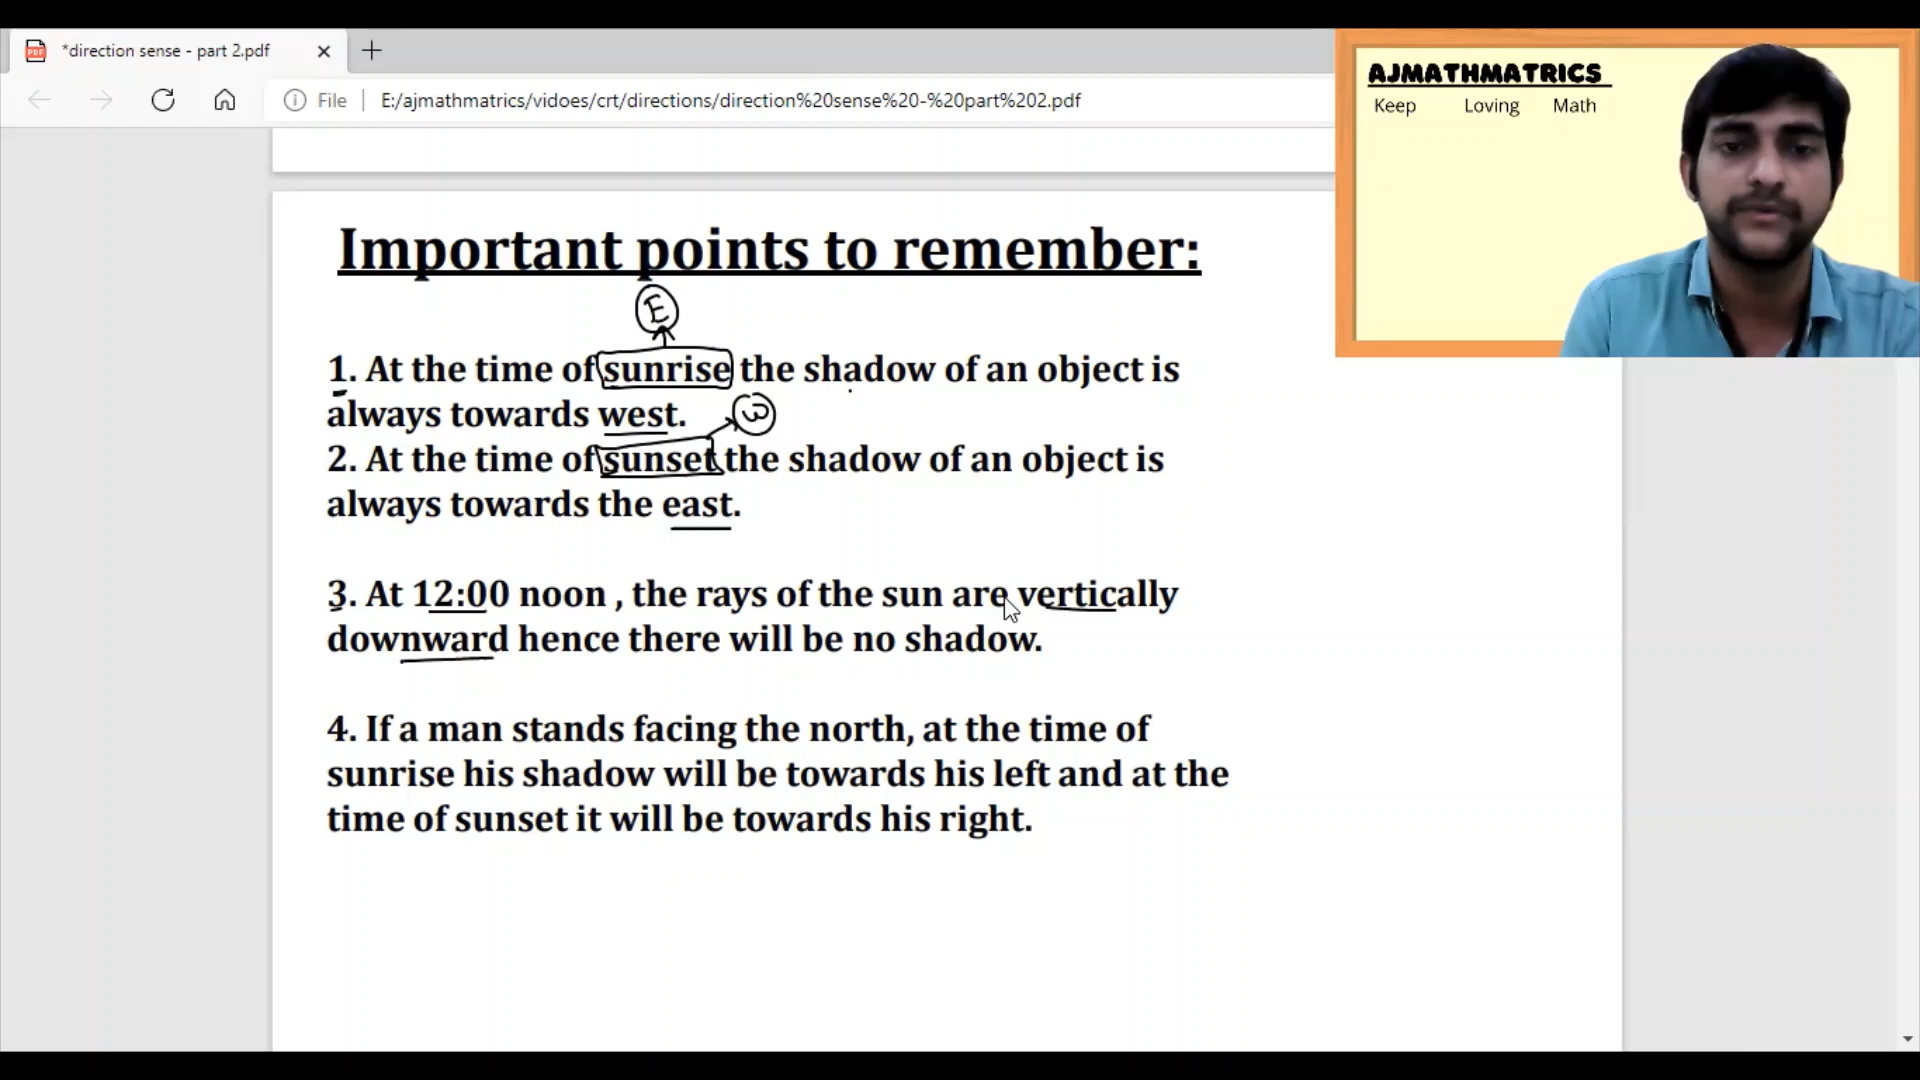 *direction sense - part 2.pdf
File
E:/ajmathmatrics/vidoes/crt/directions/direction%20sense%20-%20part%202.pdf
AJMATHMATRICS
Keep Loving Math
Important points to remember:
E
1. At the time of sunrise the shadow of an object is
always towards west.
W
2. At the time of sunset the shadow of an object is
always towards the east.
3. At 12:00 noon , the rays of the sun are vertically
downward hence there will be no shadow.
4. If a man stands facing the north, at the time of
sunrise his shadow will be towards his left and at the
time of sunset it will be towards his right.